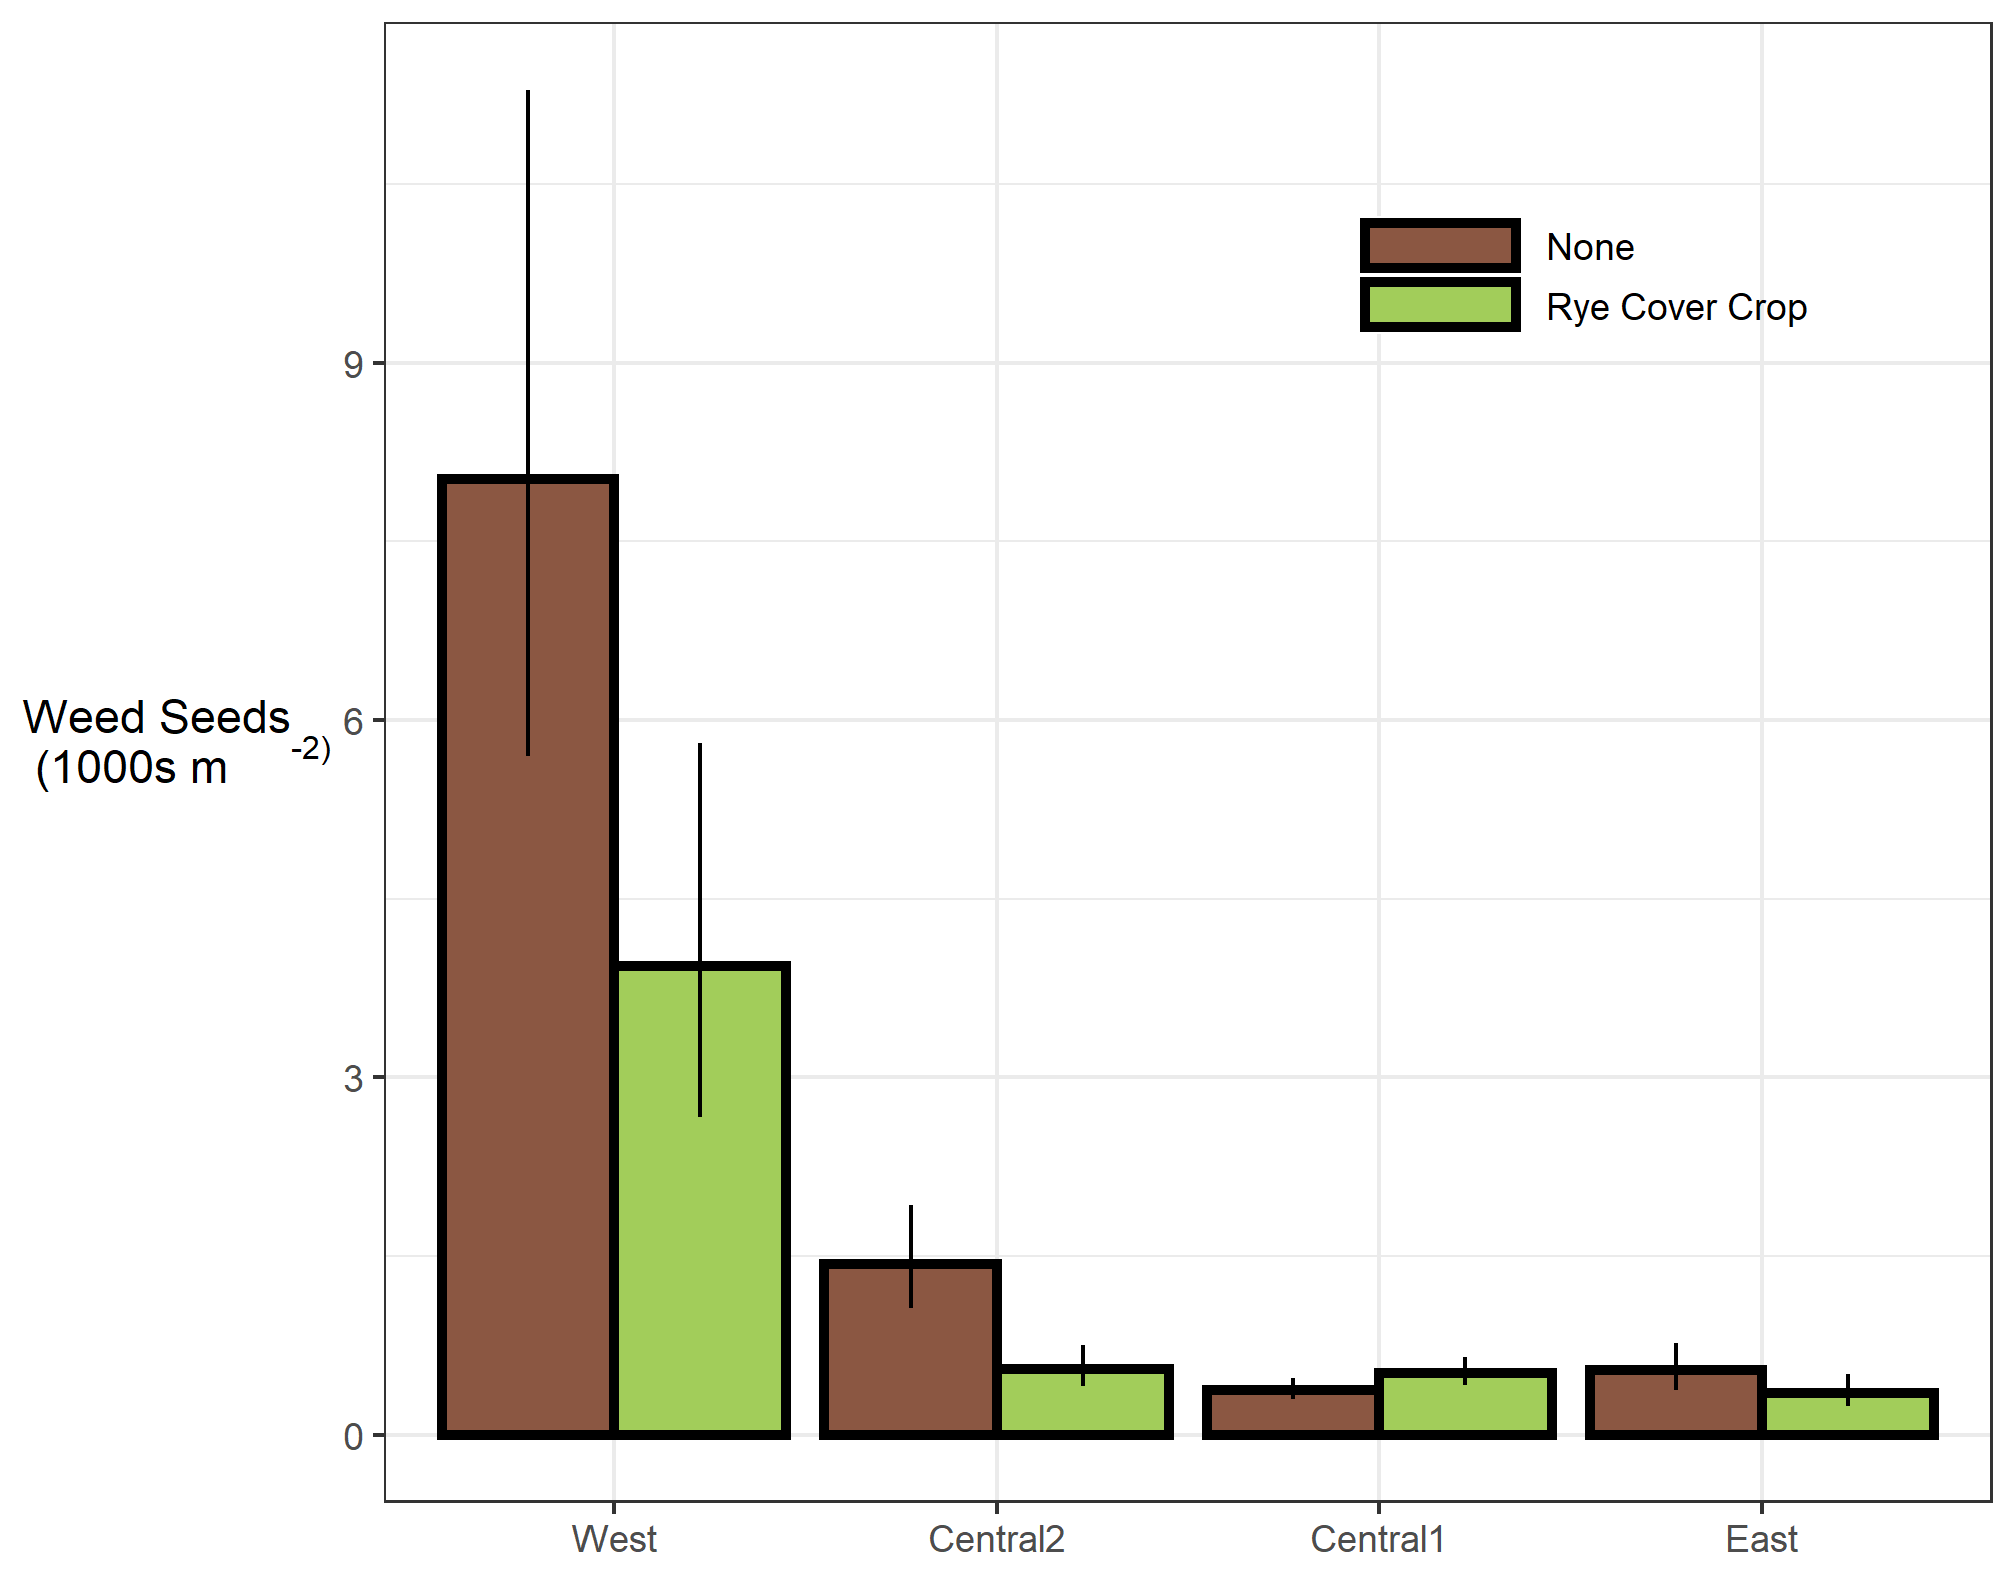 None
Rye Cover Crop
9
6
3
0
Weed Seeds
(1000s m -2)
West Central2 Central1 East